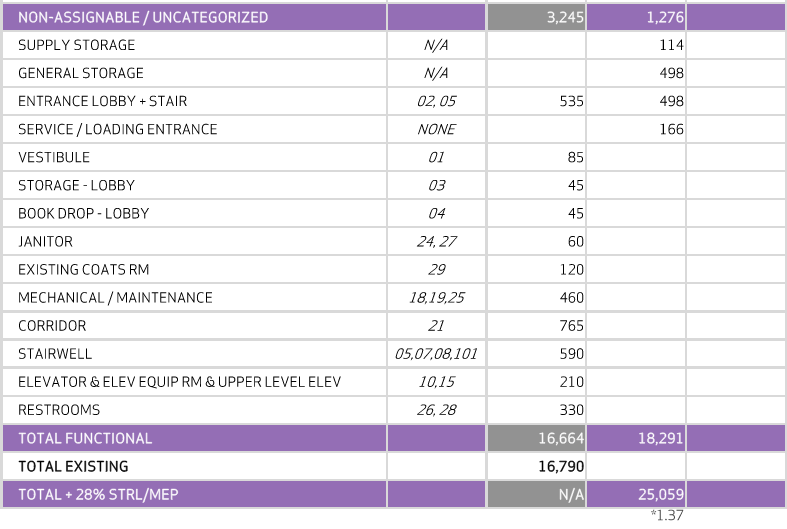 NON-ASSIGNABLE / UNCATEGORIZED 3,245 1,276
SUPPLY STORAGE N/A 114
GENERAL STORAGE N/A 498
ENTRANCE LOBBY + STAIR 02, 05 535 498
SERVICE / LOADING ENTRANCE NONE 166
VESTIBULE 01 85
STORAGE - LOBBY 03 45
BOOK DROP - LOBBY 04 45
JANITOR 24, 27 60
EXISTING COATS RM 29 120
MECHANICAL / MAINTENANCE 18,19,25 460
CORRIDOR 21 765
STAIRWELL 05,07,08,101 590
ELEVATOR & ELEV EQUIP RM & UPPER LEVEL ELEV 10,15 210
RESTROOMS 26, 28 330
TOTAL FUNCTIONAL 16,664 18,291
TOTAL EXISTING 16,790
TOTAL + 28% STRL/MEP N/A 25,059
*1.37